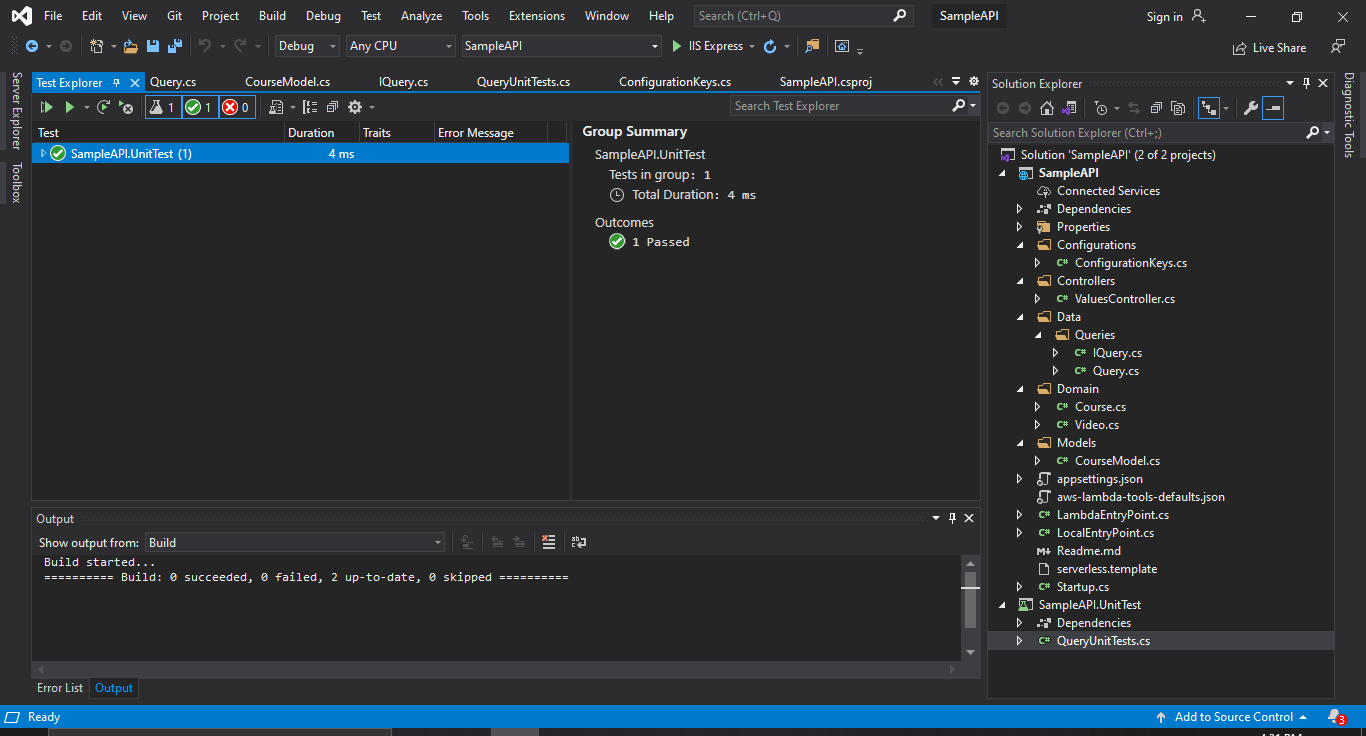 File Edit View Git Project Build Debug Test Analyze Tools Extensions Window Help Search (Ctrl+Q) SampleAPI Sign in
Debug Any CPU SampleAPI IIS Express Live Share
Server Explorer
Toolbox
Test Explorer Query.cs CourseModel.cs IQuery.cs QueryUnitTests.cs ConfigurationKeys.cs SampleAPI.csproj
1 1 0 Search Test Explorer
Test Duration Traits Error Message
SampleAPI.UnitTest (1) 4 ms
Group Summary
SampleAPI.UnitTest
Tests in group: 1
Total Duration: 4 ms
Outcomes
1 Passed
Output
Show output from: Build
Build started...
========== Build: 0 succeeded, 0 failed, 2 up-to-date, 0 skipped ==========
Error List Output
Solution Explorer
Search Solution Explorer (Ctrl+;)
Solution 'SampleAPI' (2 of 2 projects)
SampleAPI
Connected Services
Dependencies
Properties
Configurations
C# ConfigurationKeys.cs
Controllers
C# ValuesController.cs
Data
Queries
C# IQuery.cs
C# Query.cs
Domain
C# Course.cs
C# Video.cs
Models
C# CourseModel.cs
appsettings.json
aws-lambda-tools-defaults.json
C# LambdaEntryPoint.cs
C# LocalEntryPoint.cs
M+ Readme.md
serverless.template
C# Startup.cs
SampleAPI.UnitTest
Dependencies
C# QueryUnitTests.cs
Diagnostic Tools
Ready Add to Source Control 3